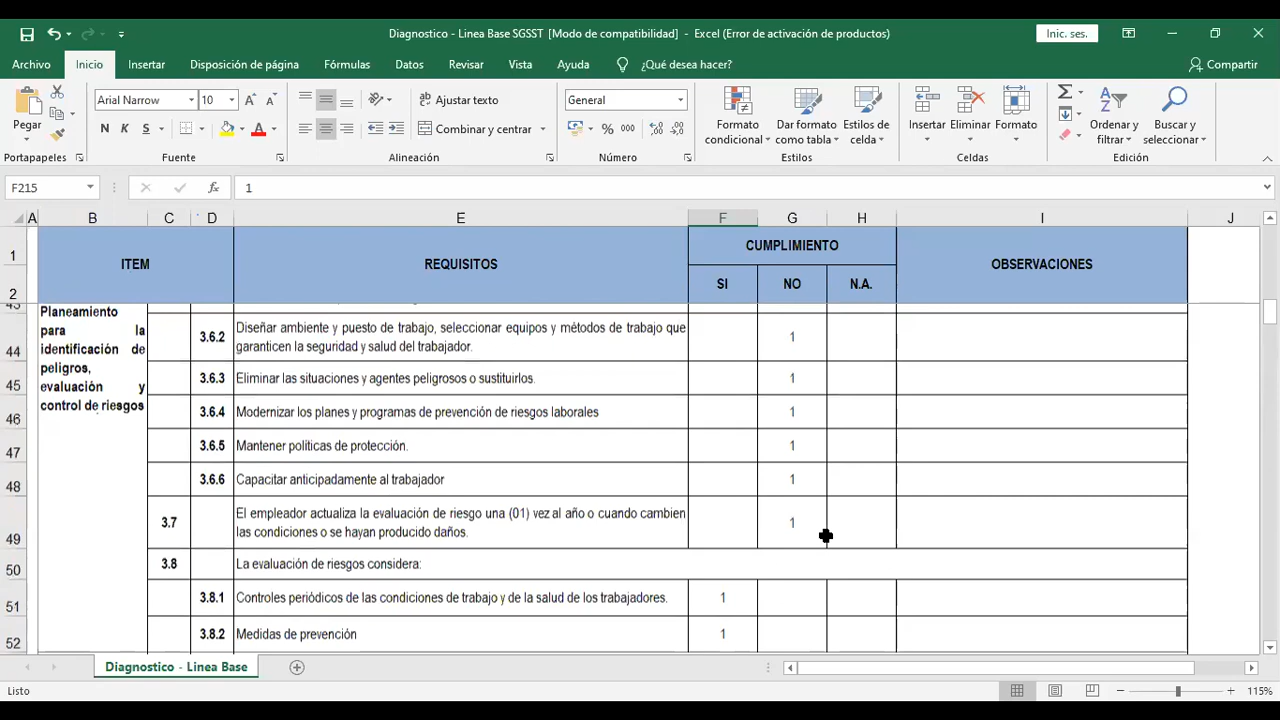 Diagnostico - Linea Base SGSST [Modo de compatibilidad] - Excel (Error de activación de productos)
Inic. ses.
Archivo Inicio Insertar Disposición de página Fórmulas Datos Revisar Vista Ayuda ¿Qué desea hacer? Compartir
Pegar
Arial Narrow 10
N K S
Ajustar texto
Combinar y centrar
General
% 000
Formato condicional
Dar formato como tabla
Estilos de celda
Insertar Eliminar Formato
Ordenar y filtrar
Buscar y seleccionar
Portapapeles Fuente Alineación Número Estilos Celdas Edición
F215 fx 1
A B C D E F G H I J
1 ITEM REQUISITOS CUMPLIMIENTO OBSERVACIONES
2 SI NO N.A.
Planeamiento
para la
identificación de
peligros,
evaluación y
control de riesgos
44 3.6.2 Diseñar ambiente y puesto de trabajo, seleccionar equipos y métodos de trabajo que
garanticen la seguridad y salud del trabajador. 1
45 3.6.3 Eliminar las situaciones y agentes peligrosos o sustituirlos. 1
46 3.6.4 Modernizar los planes y programas de prevención de riesgos laborales 1
47 3.6.5 Mantener políticas de protección. 1
48 3.6.6 Capacitar anticipadamente al trabajador 1
49 3.7 El empleador actualiza la evaluación de riesgo una (01) vez al año o cuando cambien
las condiciones o se hayan producido daños. 1
50 3.8 La evaluación de riesgos considera:
51 3.8.1 Controles periódicos de las condiciones de trabajo y de la salud de los trabajadores. 1
52 3.8.2 Medidas de prevención 1
Diagnostico - Linea Base
Listo 115%